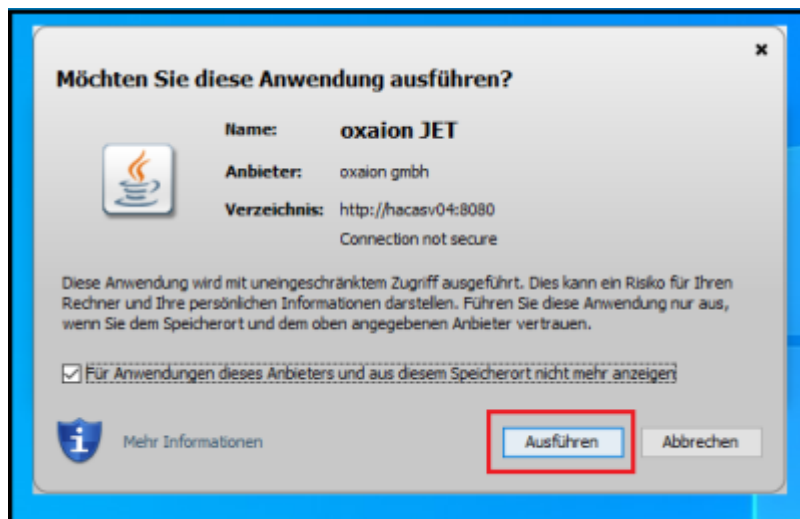 Möchten Sie diese Anwendung ausführen?
Name: oxaion JET
Anbieter: oxaion gmbh
Verzeichnis: http://hacasv04:8080
Connection not secure
Diese Anwendung wird mit uneingeschränktem Zugriff ausgeführt. Dies kann ein Risiko für Ihren
Rechner und Ihre persönlichen Informationen darstellen. Führen Sie diese Anwendung nur aus,
wenn Sie dem Speicherort und dem oben angegebenen Anbieter vertrauen.
Für Anwendungen dieses Anbieters und aus diesem Speicherort nicht mehr anzeigen
Mehr Informationen
Ausführen
Abbrechen